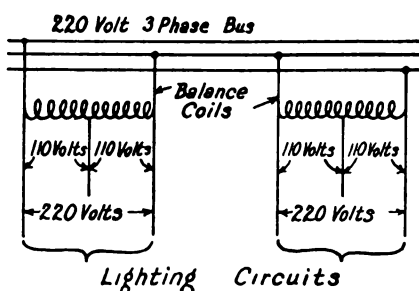 220 Volt 3 Phase Bus
Balance
Coils
110 Volts 110 Volts 110 Volts 110 Volts
220 Volts 220 Volts
Lighting Circuits